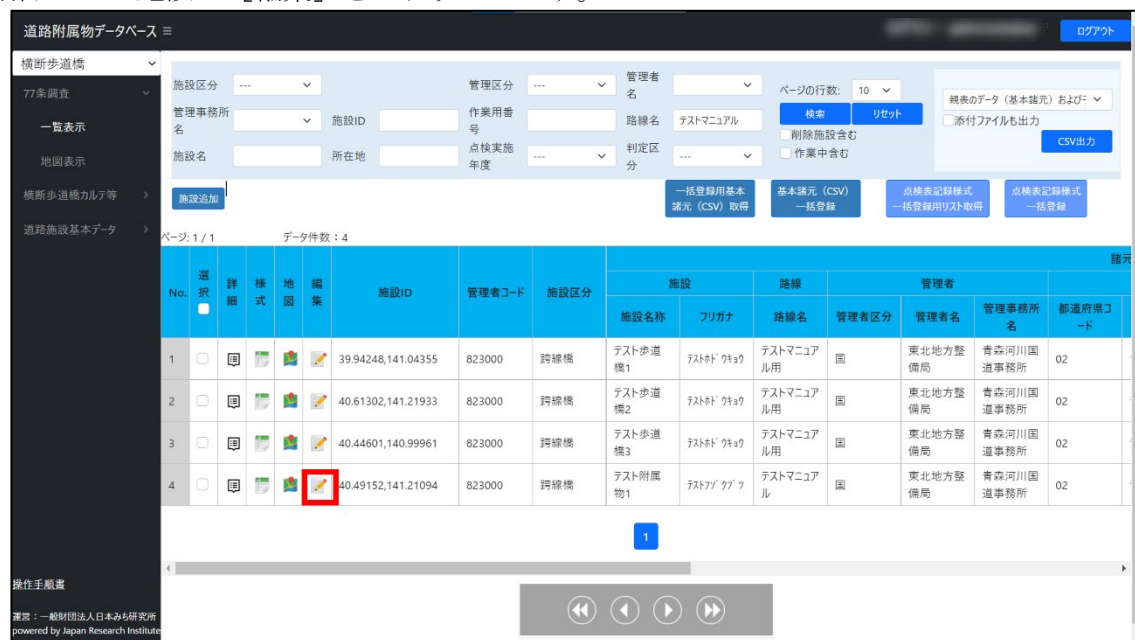 道路附属物データベース
ログアウト
横断歩道橋
77条調査
一覧表示
地図表示
横断歩道橋カルテ等
道路施設基本データ
施設区分 ---
管理区分 ---
管理者名
ページの行数: 10
管理事務所名
施設ID
作業用番号
路線名 テストマニュアル
検索 リセット
施設名
所在地
点検実施年度 ---
判定区分 ---
削除施設含む
作業中含む
親表のデータ（基本諸元）および
添付ファイルも出力
CSV出力
施設追加
一括登録用基本諸元（CSV）取得
基本諸元（CSV）一括登録
点検表記録様式一括登録用リスト取得
点検表記録様式一括登録
ページ: 1 / 1 データ件数：4
諸元
No. 選択 詳細 様式 地図 編集 施設ID 管理者コード 施設区分 施設 路線 管理者
施設名称 フリガナ 路線名 管理者区分 管理者名 管理事務所名 都道府県コード
1 39.94248,141.04355 823000 跨線橋 テスト歩道橋1 ﾃｽﾄﾎﾄﾞｳｷｮｳ テストマニュアル用 国 東北地方整備局 青森河川国道事務所 02
2 40.61302,141.21933 823000 跨線橋 テスト歩道橋2 ﾃｽﾄﾎﾄﾞｳｷｮｳ テストマニュアル用 国 東北地方整備局 青森河川国道事務所 02
3 40.44601,140.99961 823000 跨線橋 テスト歩道橋3 ﾃｽﾄﾎﾄﾞｳｷｮｳ テストマニュアル用 国 東北地方整備局 青森河川国道事務所 02
4 40.49152,141.21094 823000 跨線橋 テスト附属物1 ﾃｽﾄﾌｿﾞｸﾌﾞﾂ テストマニュアル 国 東北地方整備局 青森河川国道事務所 02
1
操作手順書
運営：一般財団法人日本みち研究所
powered by Japan Research Institute